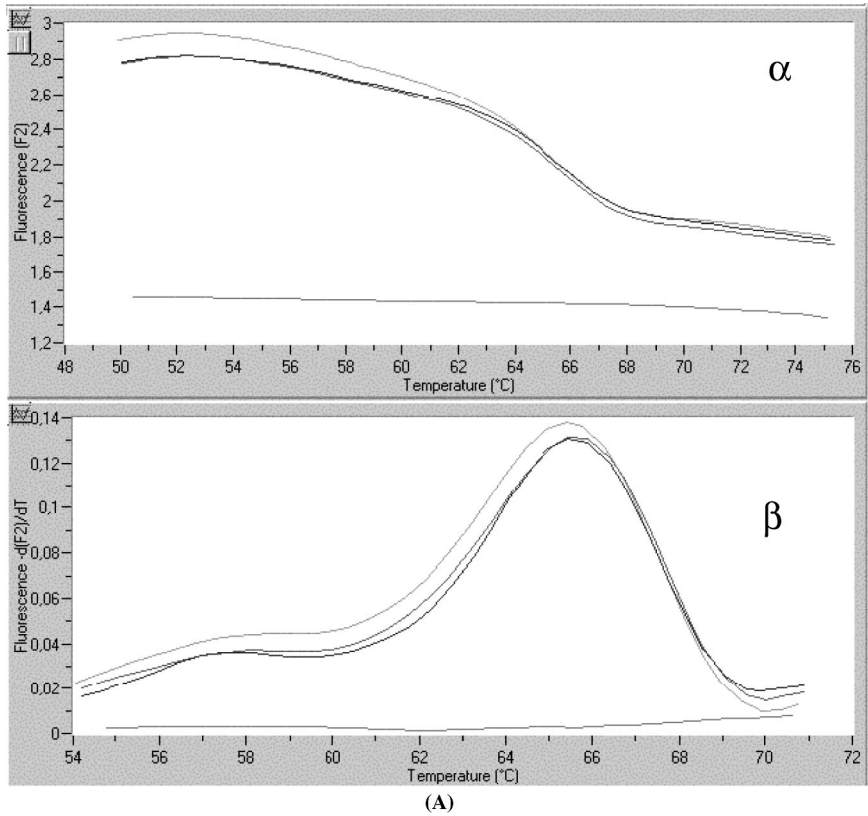 3
2,8
2,6
2,4
2,2
2
1,8
1,6
1,4
1,2
Fluorescence (F2)
α
48 50 52 54 56 58 60 62 64 66 68 70 72 74 76
Temperature (°C)
0,14
0,12
0,1
0,08
0,06
0,04
0,02
0
Fluorescence -d(F2)/dT
β
54 56 58 60 62 64 66 68 70 72
Temperature (°C)
(A)